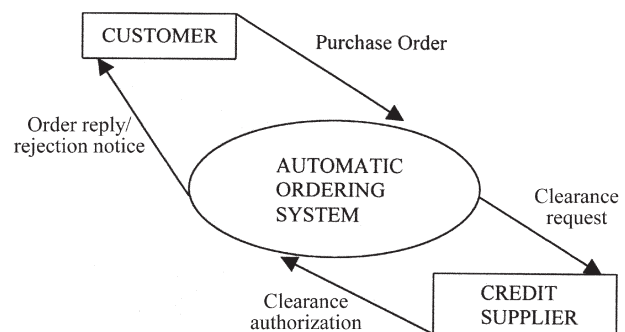 CUSTOMER
Purchase Order
Order reply/
rejection notice
AUTOMATIC
ORDERING
SYSTEM
Clearance
request
Clearance
authorization
CREDIT
SUPPLIER